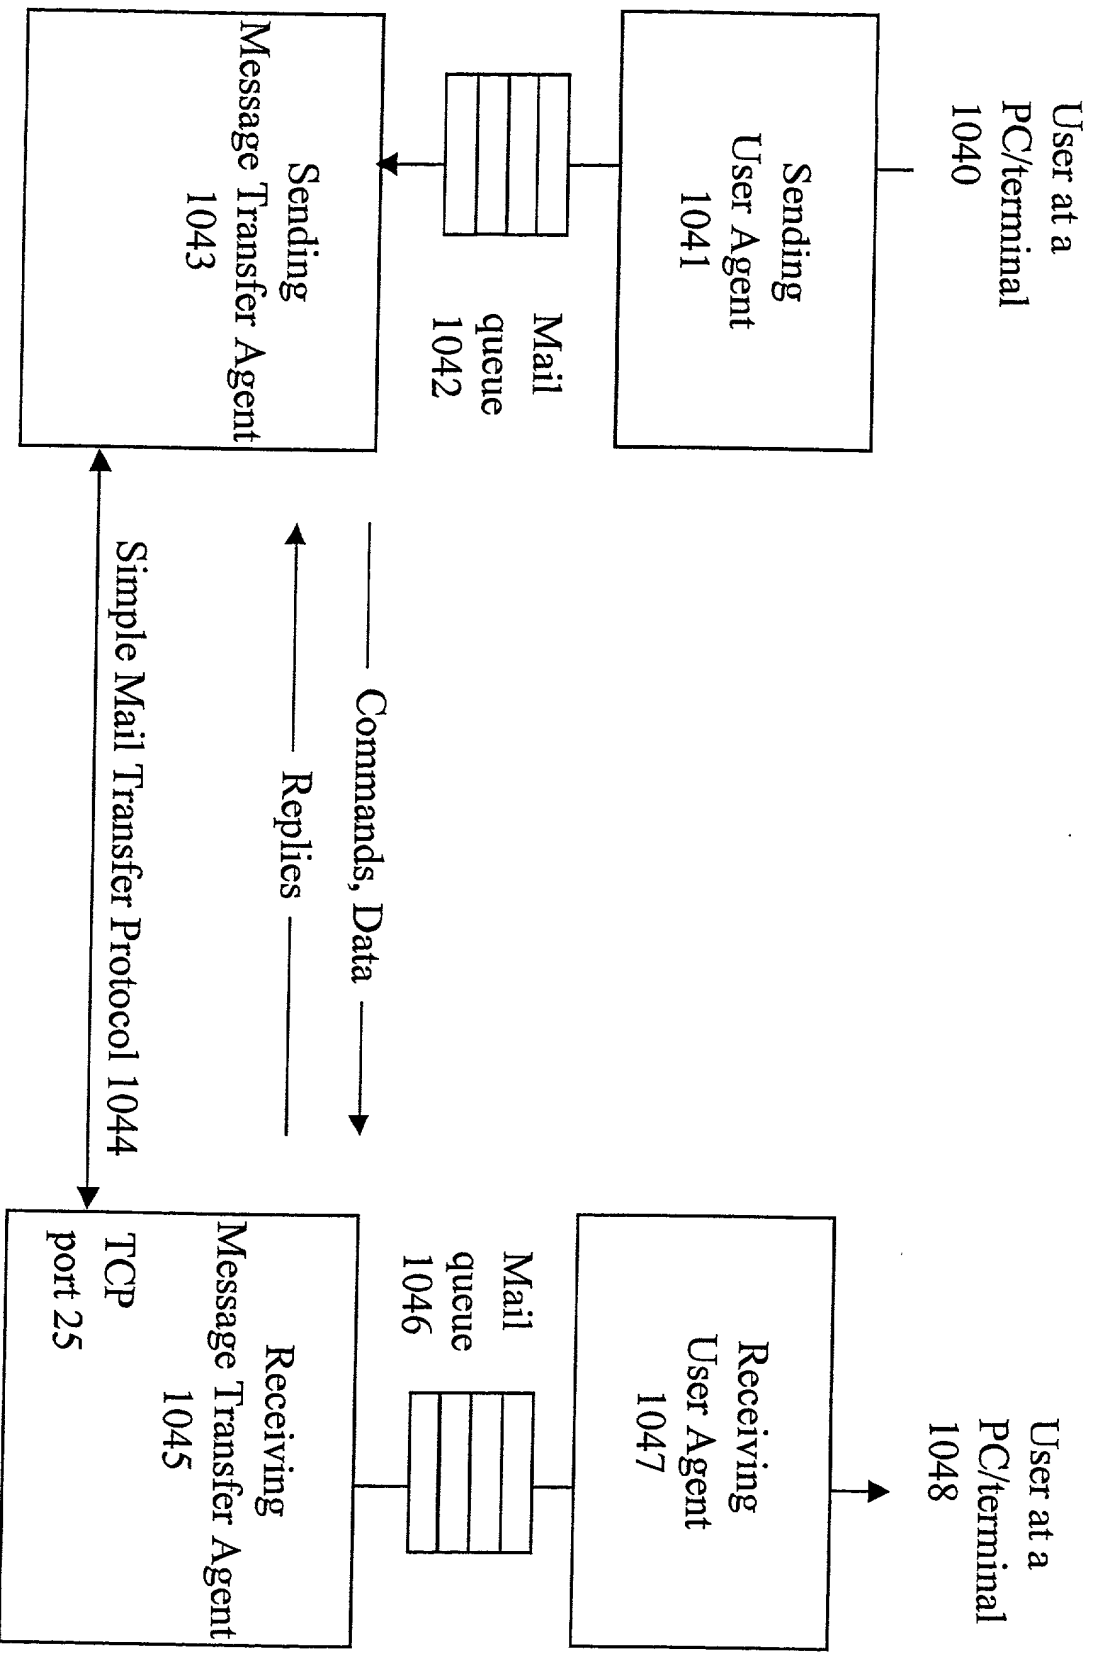 User at a
PC/terminal
1040
Sending
User Agent
1041
Mail
queue
1042
Sending
Message Transfer Agent
1043
Commands, Data
Replies
Simple Mail Transfer Protocol 1044
User at a
PC/terminal
1048
Receiving
User Agent
1047
Mail
queue
1046
Receiving
Message Transfer Agent
1045
TCP
port 25